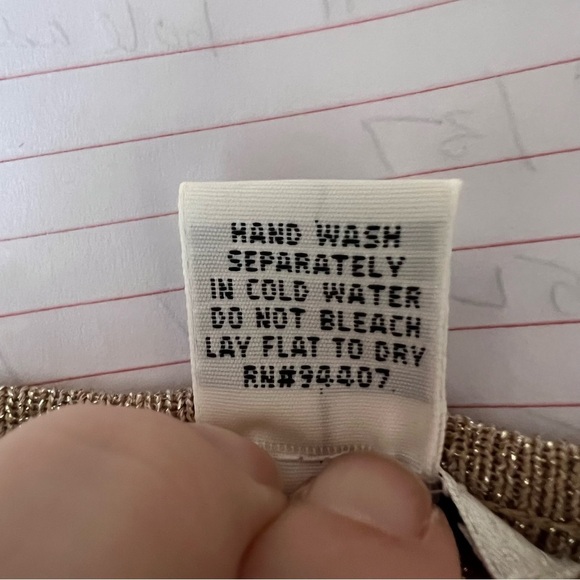 HAND WASH
SEPARATELY
IN COLD WATER
DO NOT BLEACH
LAY FLAT TO DRY
RN#94407